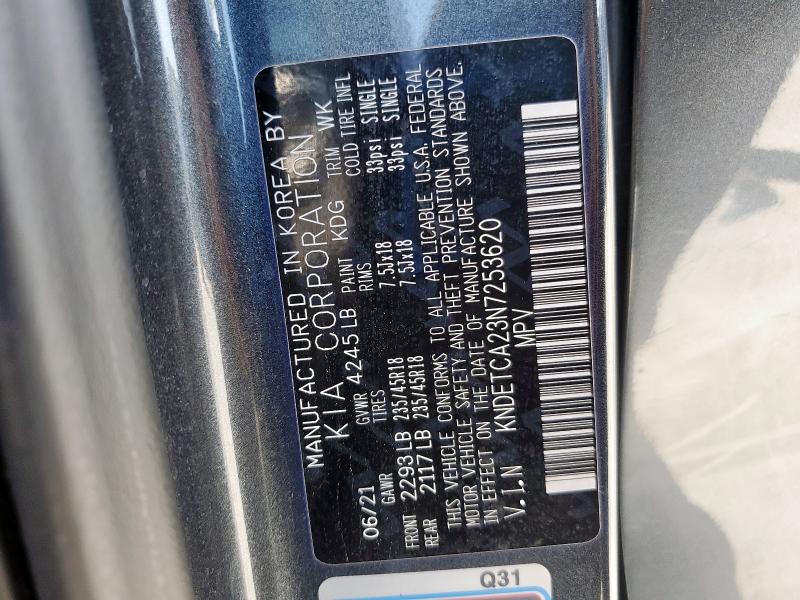 MANUFACTURED IN KOREA BY
KIA CORPORATION
06/21 GVWR 4245LB PAINT KDG TRIM WK
GAWR TIRES RIMS COLD TIRE INFL
FRONT 2293LB 235/45R18 7.5Jx18 33psi SINGLE
REAR 2117LB 235/45R18 7.5Jx18 33psi SINGLE
THIS VEHICLE CONFORMS TO ALL APPLICABLE U.S.A. FEDERAL
MOTOR VEHICLE SAFETY AND THEFT PREVENTION STANDARDS
IN EFFECT ON THE DATE OF MANUFACTURE SHOWN ABOVE.
V.I.N KNDETCA23N7253620
MPV
Q31